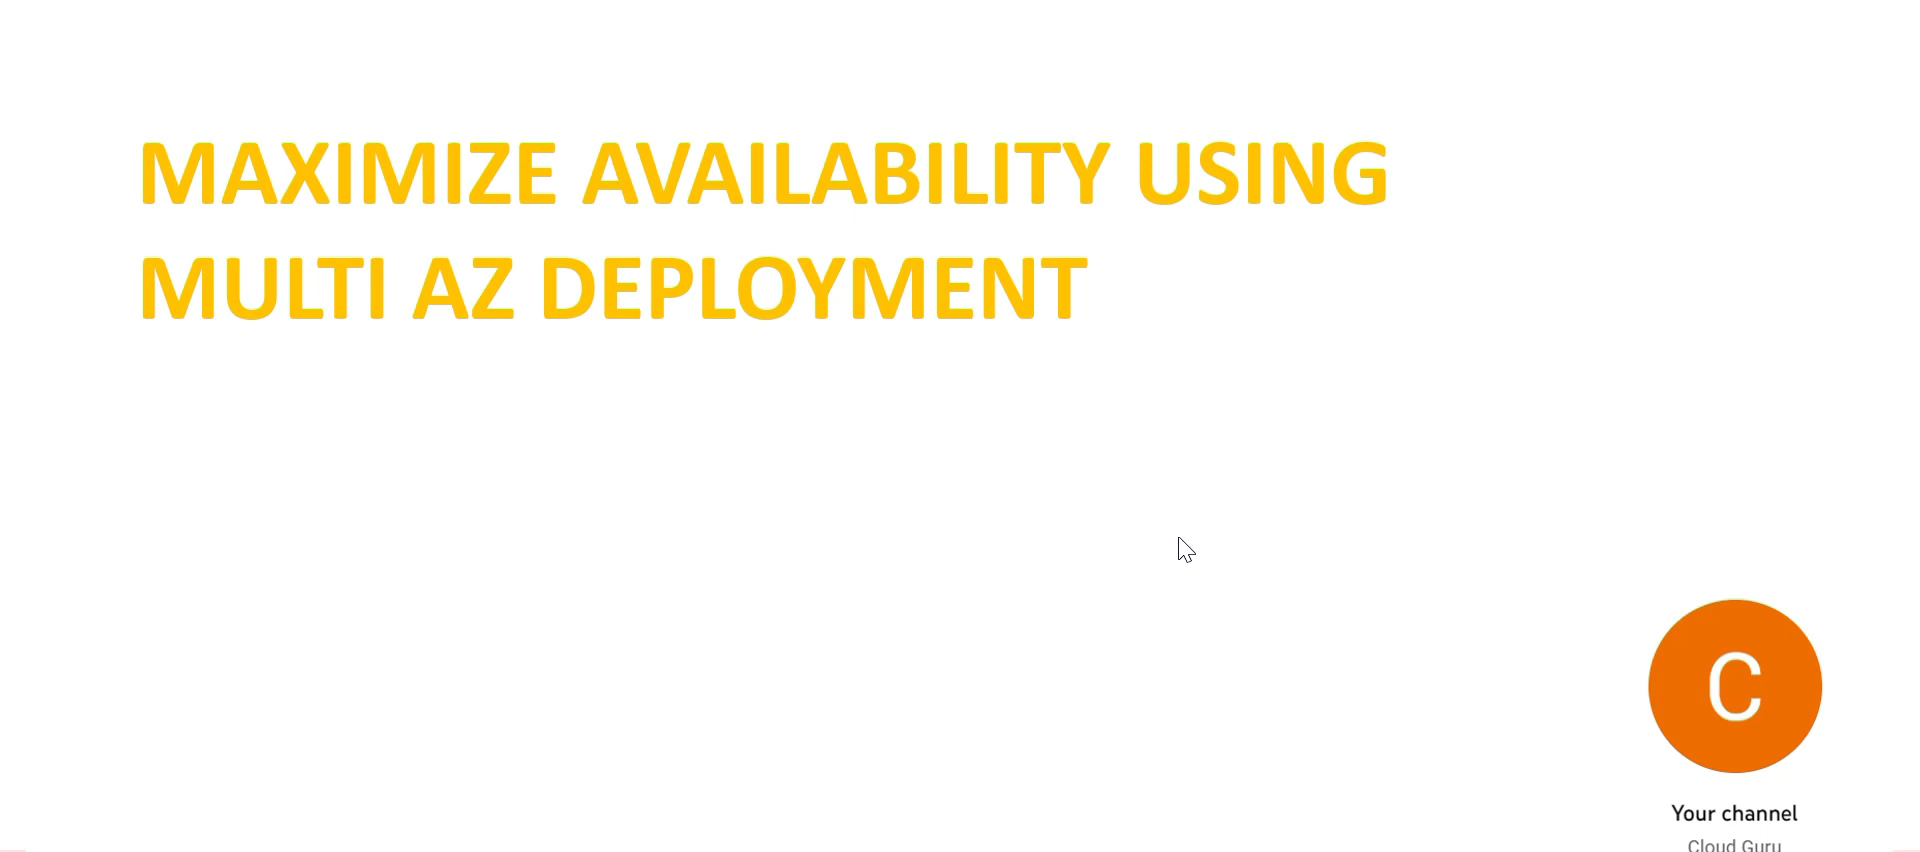 MAXIMIZE AVAILABILITY USING
MULTI AZ DEPLOYMENT
C
Your channel
Cloud Guru